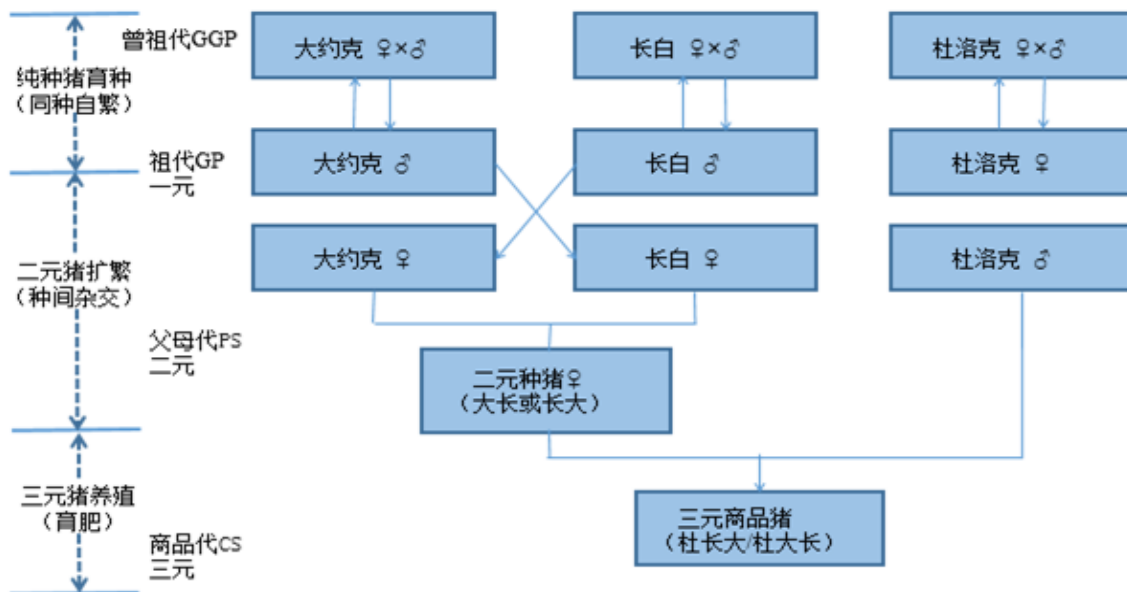 曾祖代GGP
大约克 ♀×♂
长白 ♀×♂
杜洛克 ♀×♂
纯种猪育种
（同种自繁）
祖代GP
一元
大约克 ♂
长白 ♂
杜洛克 ♀
大约克 ♀
长白 ♀
杜洛克 ♂
二元猪扩繁
（种间杂交）
父母代PS
二元
二元种猪♀
（大长或长大）
三元猪养殖
（育肥）
商品代CS
三元
三元商品猪
（杜长大/杜大长）